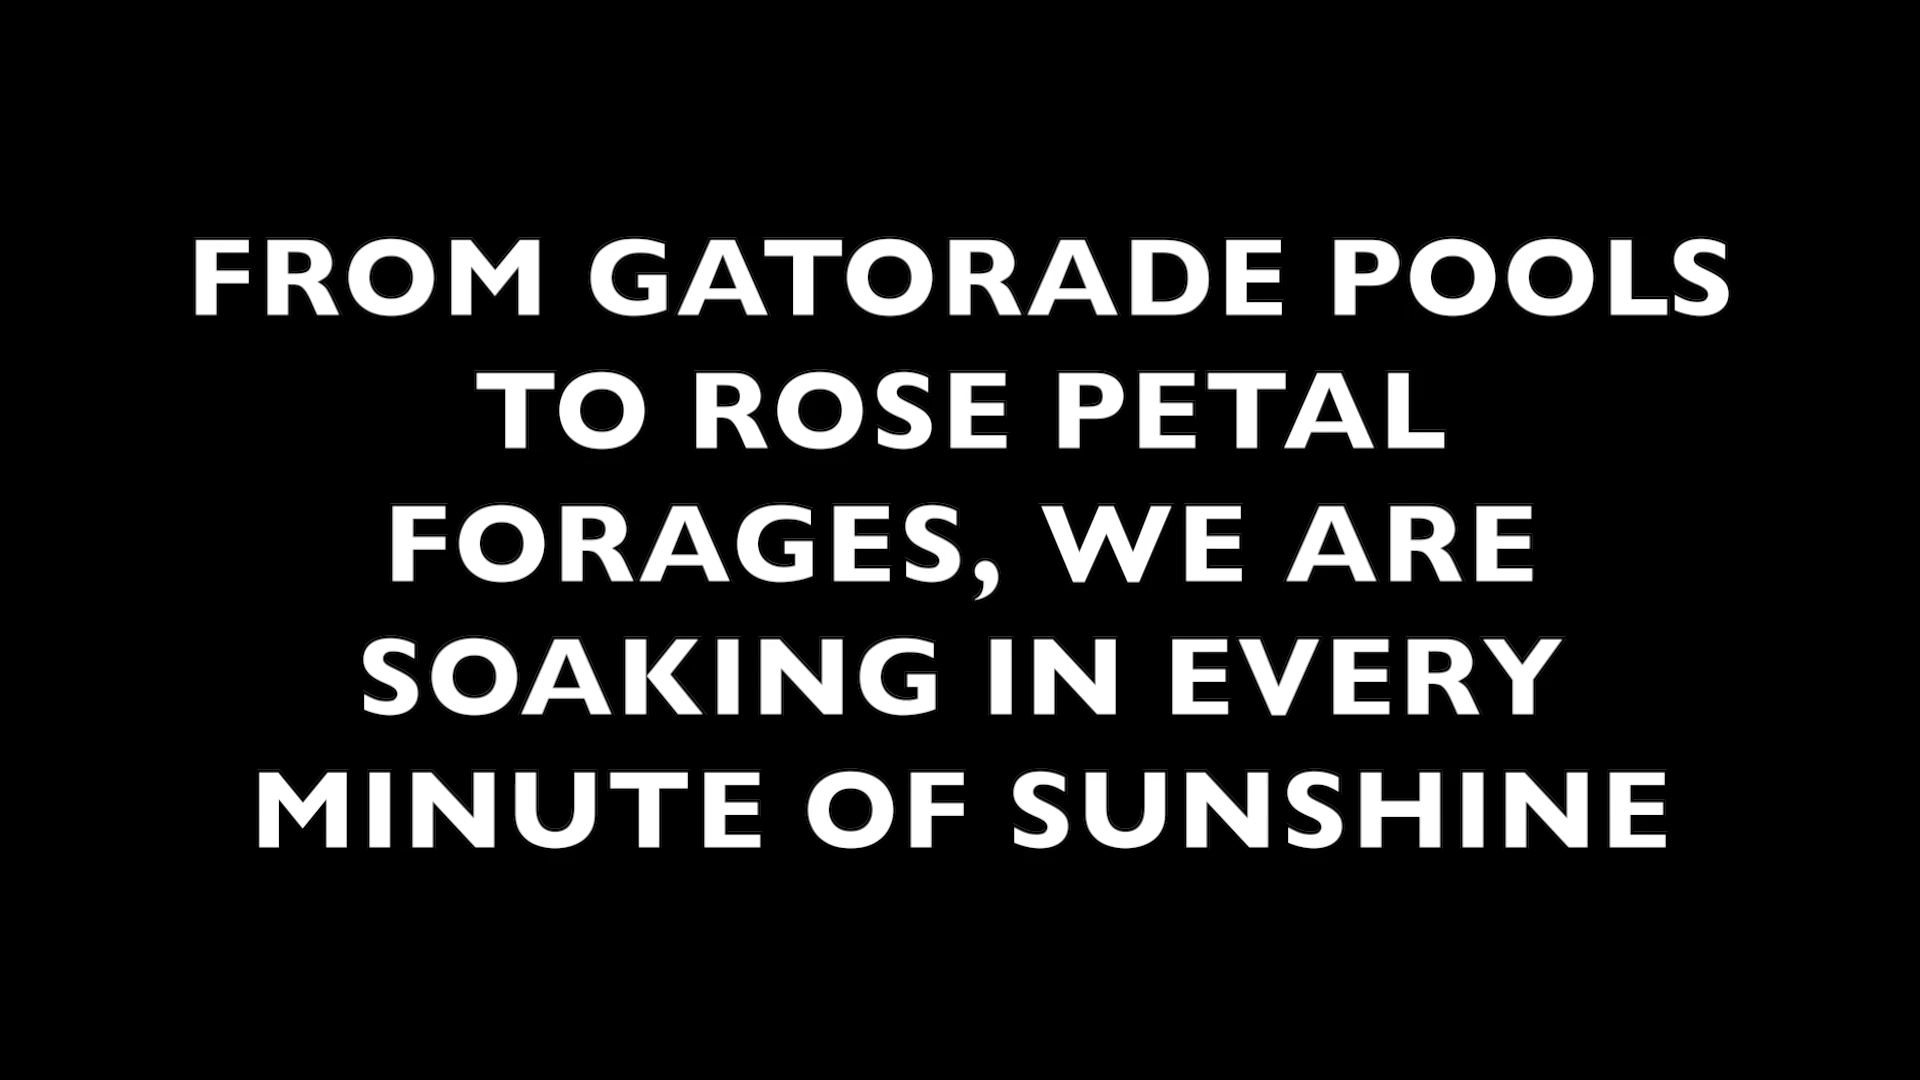 FROM GATORADE POOLS
TO ROSE PETAL
FORAGES, WE ARE
SOAKING IN EVERY
MINUTE OF SUNSHINE